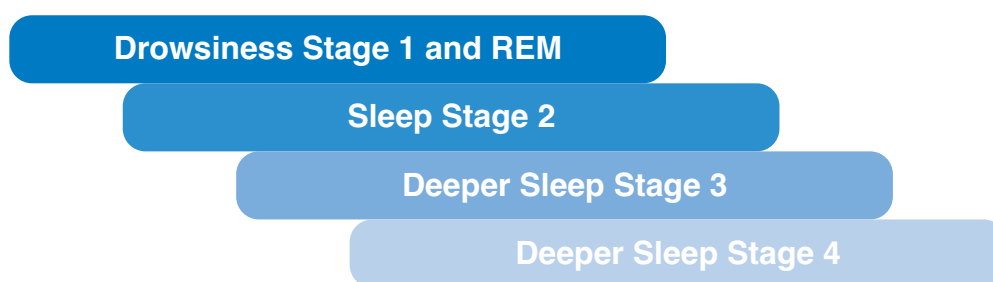 Drowsiness Stage 1 and REM
Sleep Stage 2
Deeper Sleep Stage 3
Deeper Sleep Stage 4